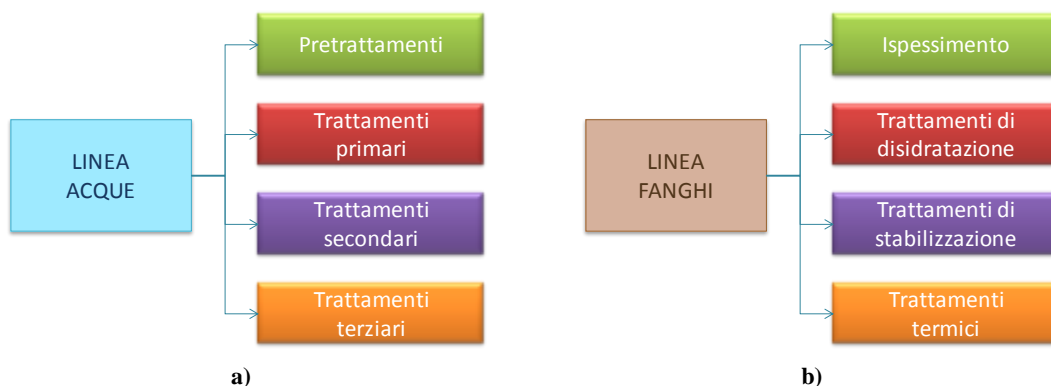 LINEA
ACQUE
Pretrattamenti
Trattamenti
primari
Trattamenti
secondari
Trattamenti
terziari
a)
LINEA
FANGHI
Ispessimento
Trattamenti di
disidratazione
Trattamenti di
stabilizzazione
Trattamenti
termici
b)